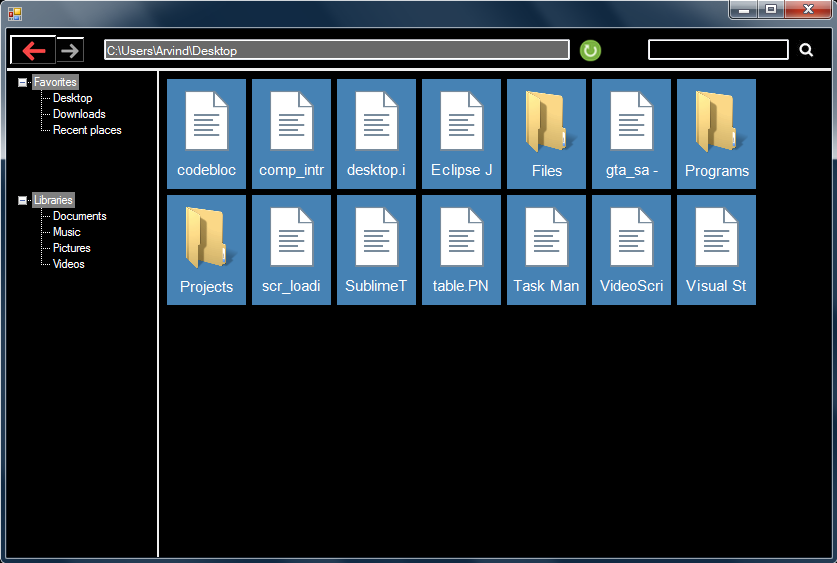 C:\Users\Arvind\Desktop
Favorites
Desktop
Downloads
Recent places
Libraries
Documents
Music
Pictures
Videos
codebloc
comp_intr
desktop.i
Eclipse J
Files
gta_sa -
Programs
Projects
scr_loadi
SublimeT
table.PN
Task Man
VideoScri
Visual St